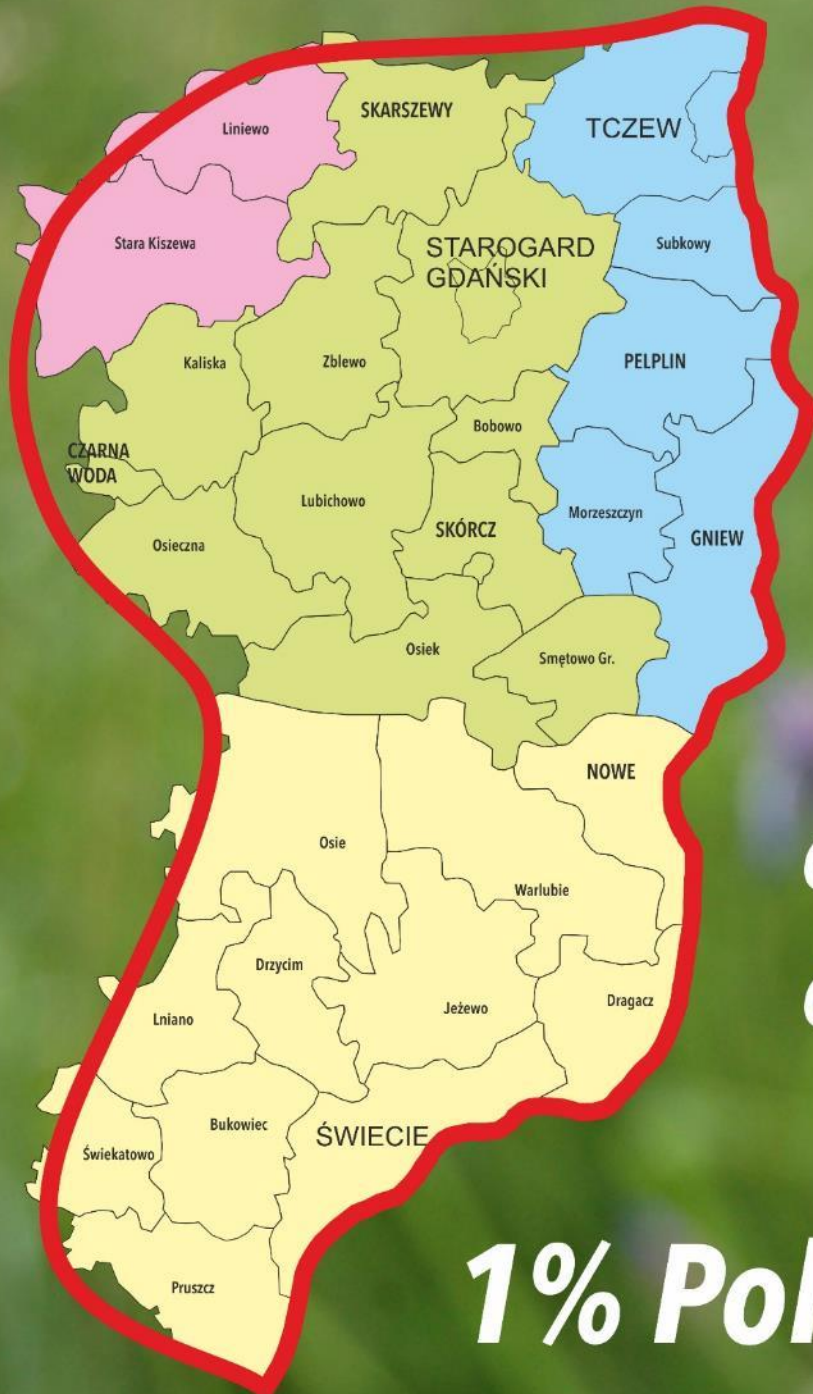 SKARSZEWY
Liniewo
TCZEW
Stara Kiszewa
Subkowy
STAROGARD
GDAŃSKI
Kaliska
Zblewo
PELPLIN
Bobowo
CZARNA
WODA
Lubichowo
Morzeszczyn
SKÓRCZ
GNIEW
Osieczna
Osiek
Smętowo Gr.
NOWE
Osie
Warlubie
Drzycim
Jeżewo
Dragacz
Lniano
Bukowiec
ŚWIECIE
Świekatowo
1% Pol
Pruszcz